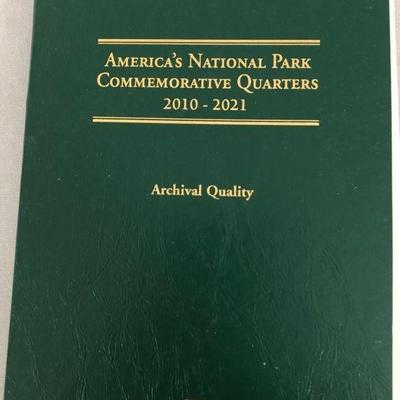 America's National Park
Commemorative Quarters
2010 - 2021
Archival Quality